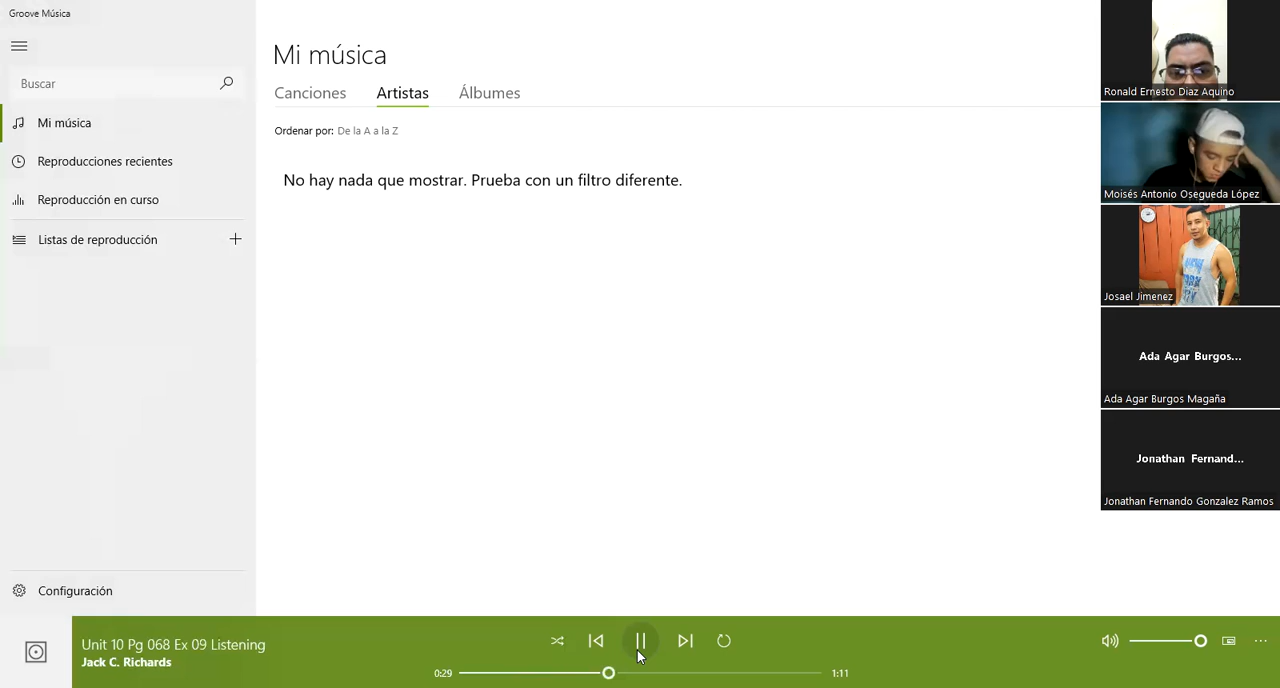 Groove Música
Buscar
Mi música
Reproducciones recientes
Reproducción en curso
Listas de reproducción
Configuración
Mi música
Canciones Artistas Álbumes
Ordenar por: De la A a la Z
No hay nada que mostrar. Prueba con un filtro diferente.
Ronald Ernesto Diaz Aquino
Moisés Antonio Osegueda López
Josael Jimenez
Ada Agar Burgos...
Ada Agar Burgos Magaña
Jonathan Fernand...
Jonathan Fernando Gonzalez Ramos
Unit 10 Pg 068 Ex 09 Listening
Jack C. Richards
0:29
1:11